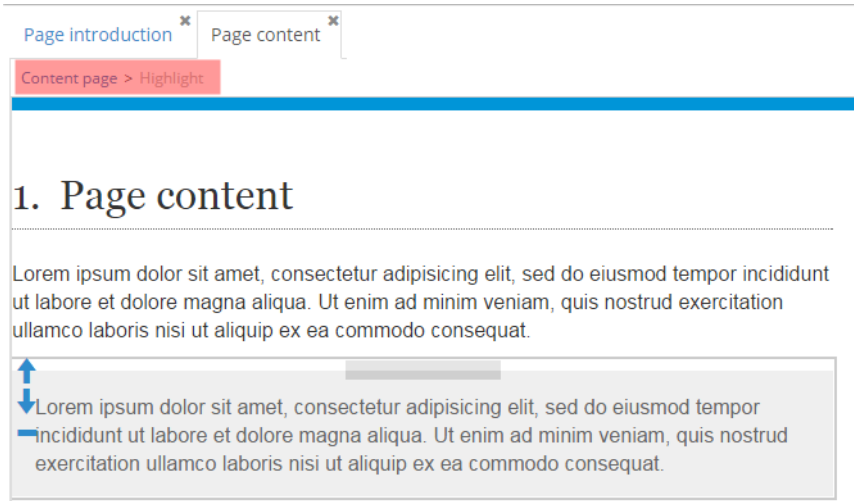 Page introduction
Page content
Content page > Highlight
1. Page content
Lorem ipsum dolor sit amet, consectetur adipisicing elit, sed do eiusmod tempor incididunt
ut labore et dolore magna aliqua. Ut enim ad minim veniam, quis nostrud exercitation
ullamco laboris nisi ut aliquip ex ea commodo consequat.
Lorem ipsum dolor sit amet, consectetur adipisicing elit, sed do eiusmod tempor
incididunt ut labore et dolore magna aliqua. Ut enim ad minim veniam, quis nostrud
exercitation ullamco laboris nisi ut aliquip ex ea commodo consequat.